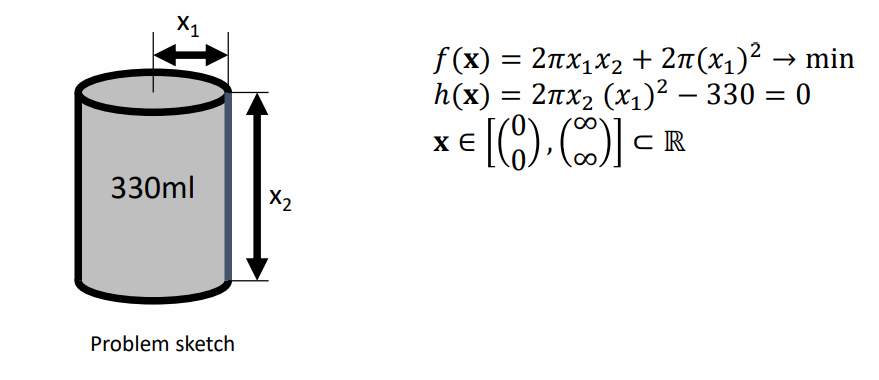 x₁
330ml
x₂
Problem sketch
f(𝐱) = 2πx₁x₂ + 2π(x₁)² → min
h(𝐱) = 2πx₂ (x₁)² − 330 = 0
𝐱 ∈ [(0 0), (∞ ∞)] ⊂ ℝ